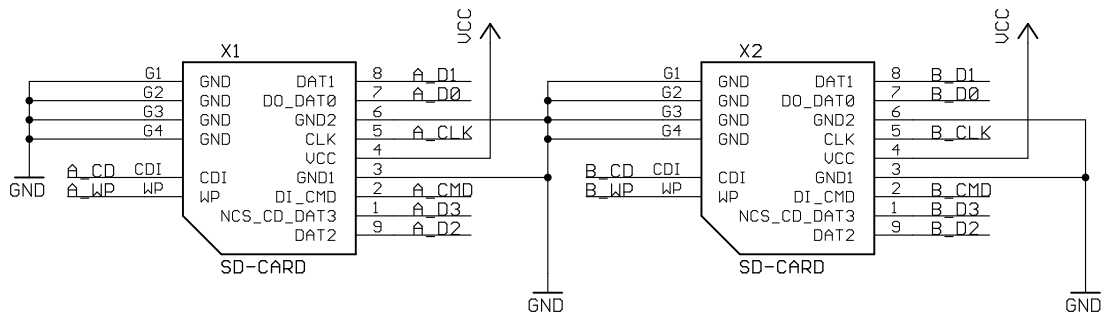 VCC VCC
X1 X2
G1 GND DAT1 8 A_D1 G1 GND DAT1 8 B_D1
G2 GND DO_DAT0 7 A_D0 G2 GND DO_DAT0 7 B_D0
G3 GND GND2 6 G3 GND GND2 6
G4 GND CLK 5 A_CLK G4 GND CLK 5 B_CLK
VCC 4 VCC 4
A_CD CDI CDI GND1 3 B_CD CDI CDI GND1 3
GND A_WP WP WP DI_CMD 2 A_CMD B_WP WP WP DI_CMD 2 B_CMD
NCS_CD_DAT3 1 A_D3 NCS_CD_DAT3 1 B_D3
DAT2 9 A_D2 DAT2 9 B_D2
SD-CARD SD-CARD
GND GND